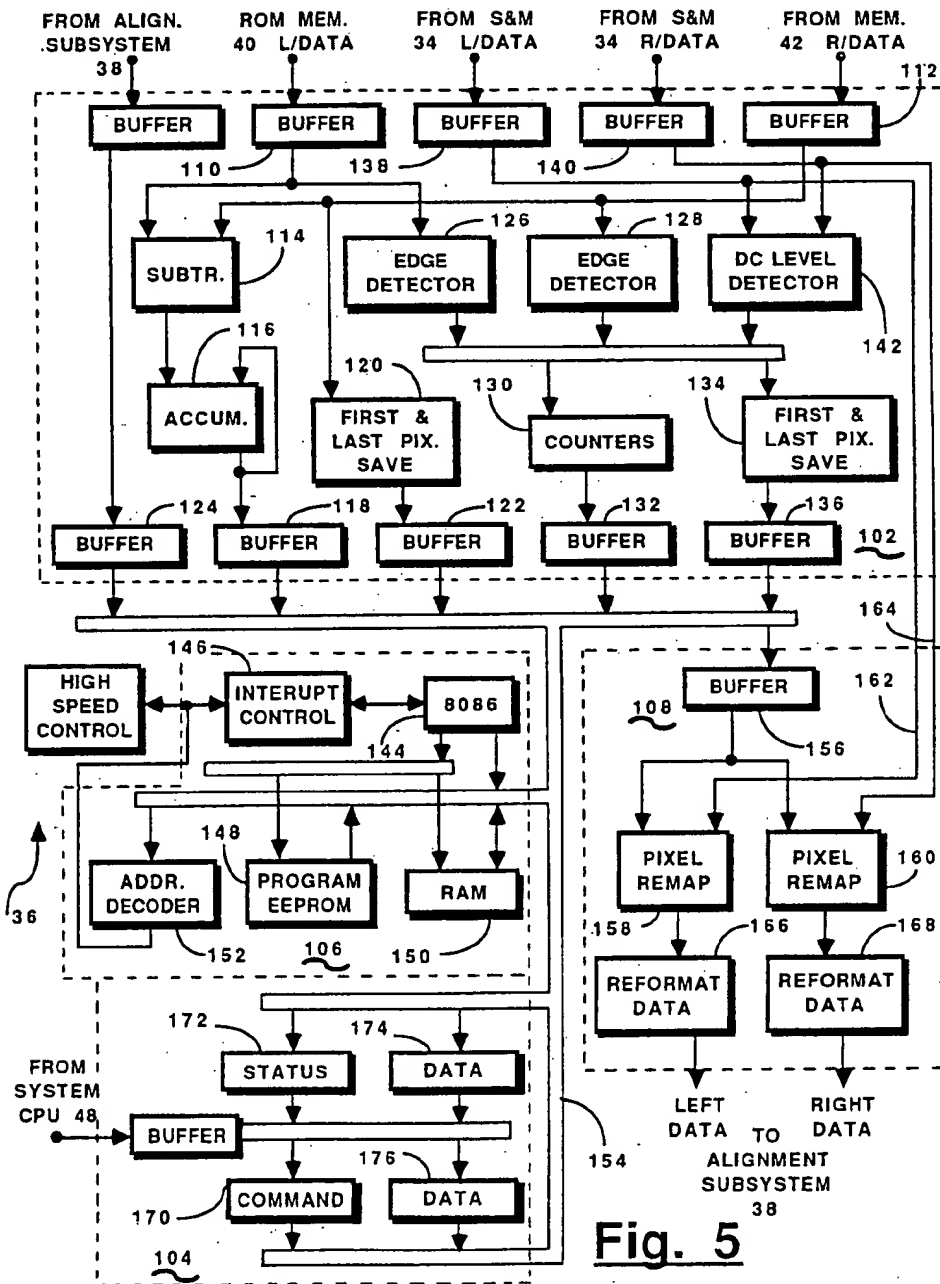 FROM ALIGN. SUBSYSTEM 38
ROM MEM. 40 L/DATA
FROM S&M 34 L/DATA
FROM S&M 34 R/DATA
FROM MEM. 42 R/DATA
112
BUFFER
BUFFER
BUFFER
BUFFER
BUFFER
110
138
140
126
128
114
SUBTR.
EDGE DETECTOR
EDGE DETECTOR
DC LEVEL DETECTOR
142
116
120
130
134
ACCUM.
FIRST & LAST PIX. SAVE
COUNTERS
FIRST & LAST PIX. SAVE
124
118
122
132
136
BUFFER
BUFFER
BUFFER
BUFFER
BUFFER
102
164
146
HIGH SPEED CONTROL
INTERUPT CONTROL
8086
144
BUFFER
108
156
162
148
ADDR. DECODER
PROGRAM EEPROM
RAM
PIXEL REMAP
PIXEL REMAP
160
36
152
106
150
158
166
168
REFORMAT DATA
REFORMAT DATA
172
174
STATUS
DATA
FROM SYSTEM CPU 48
BUFFER
LEFT DATA
RIGHT DATA
TO ALIGNMENT SUBSYSTEM 38
154
176
COMMAND
DATA
170
104
Fig. 5